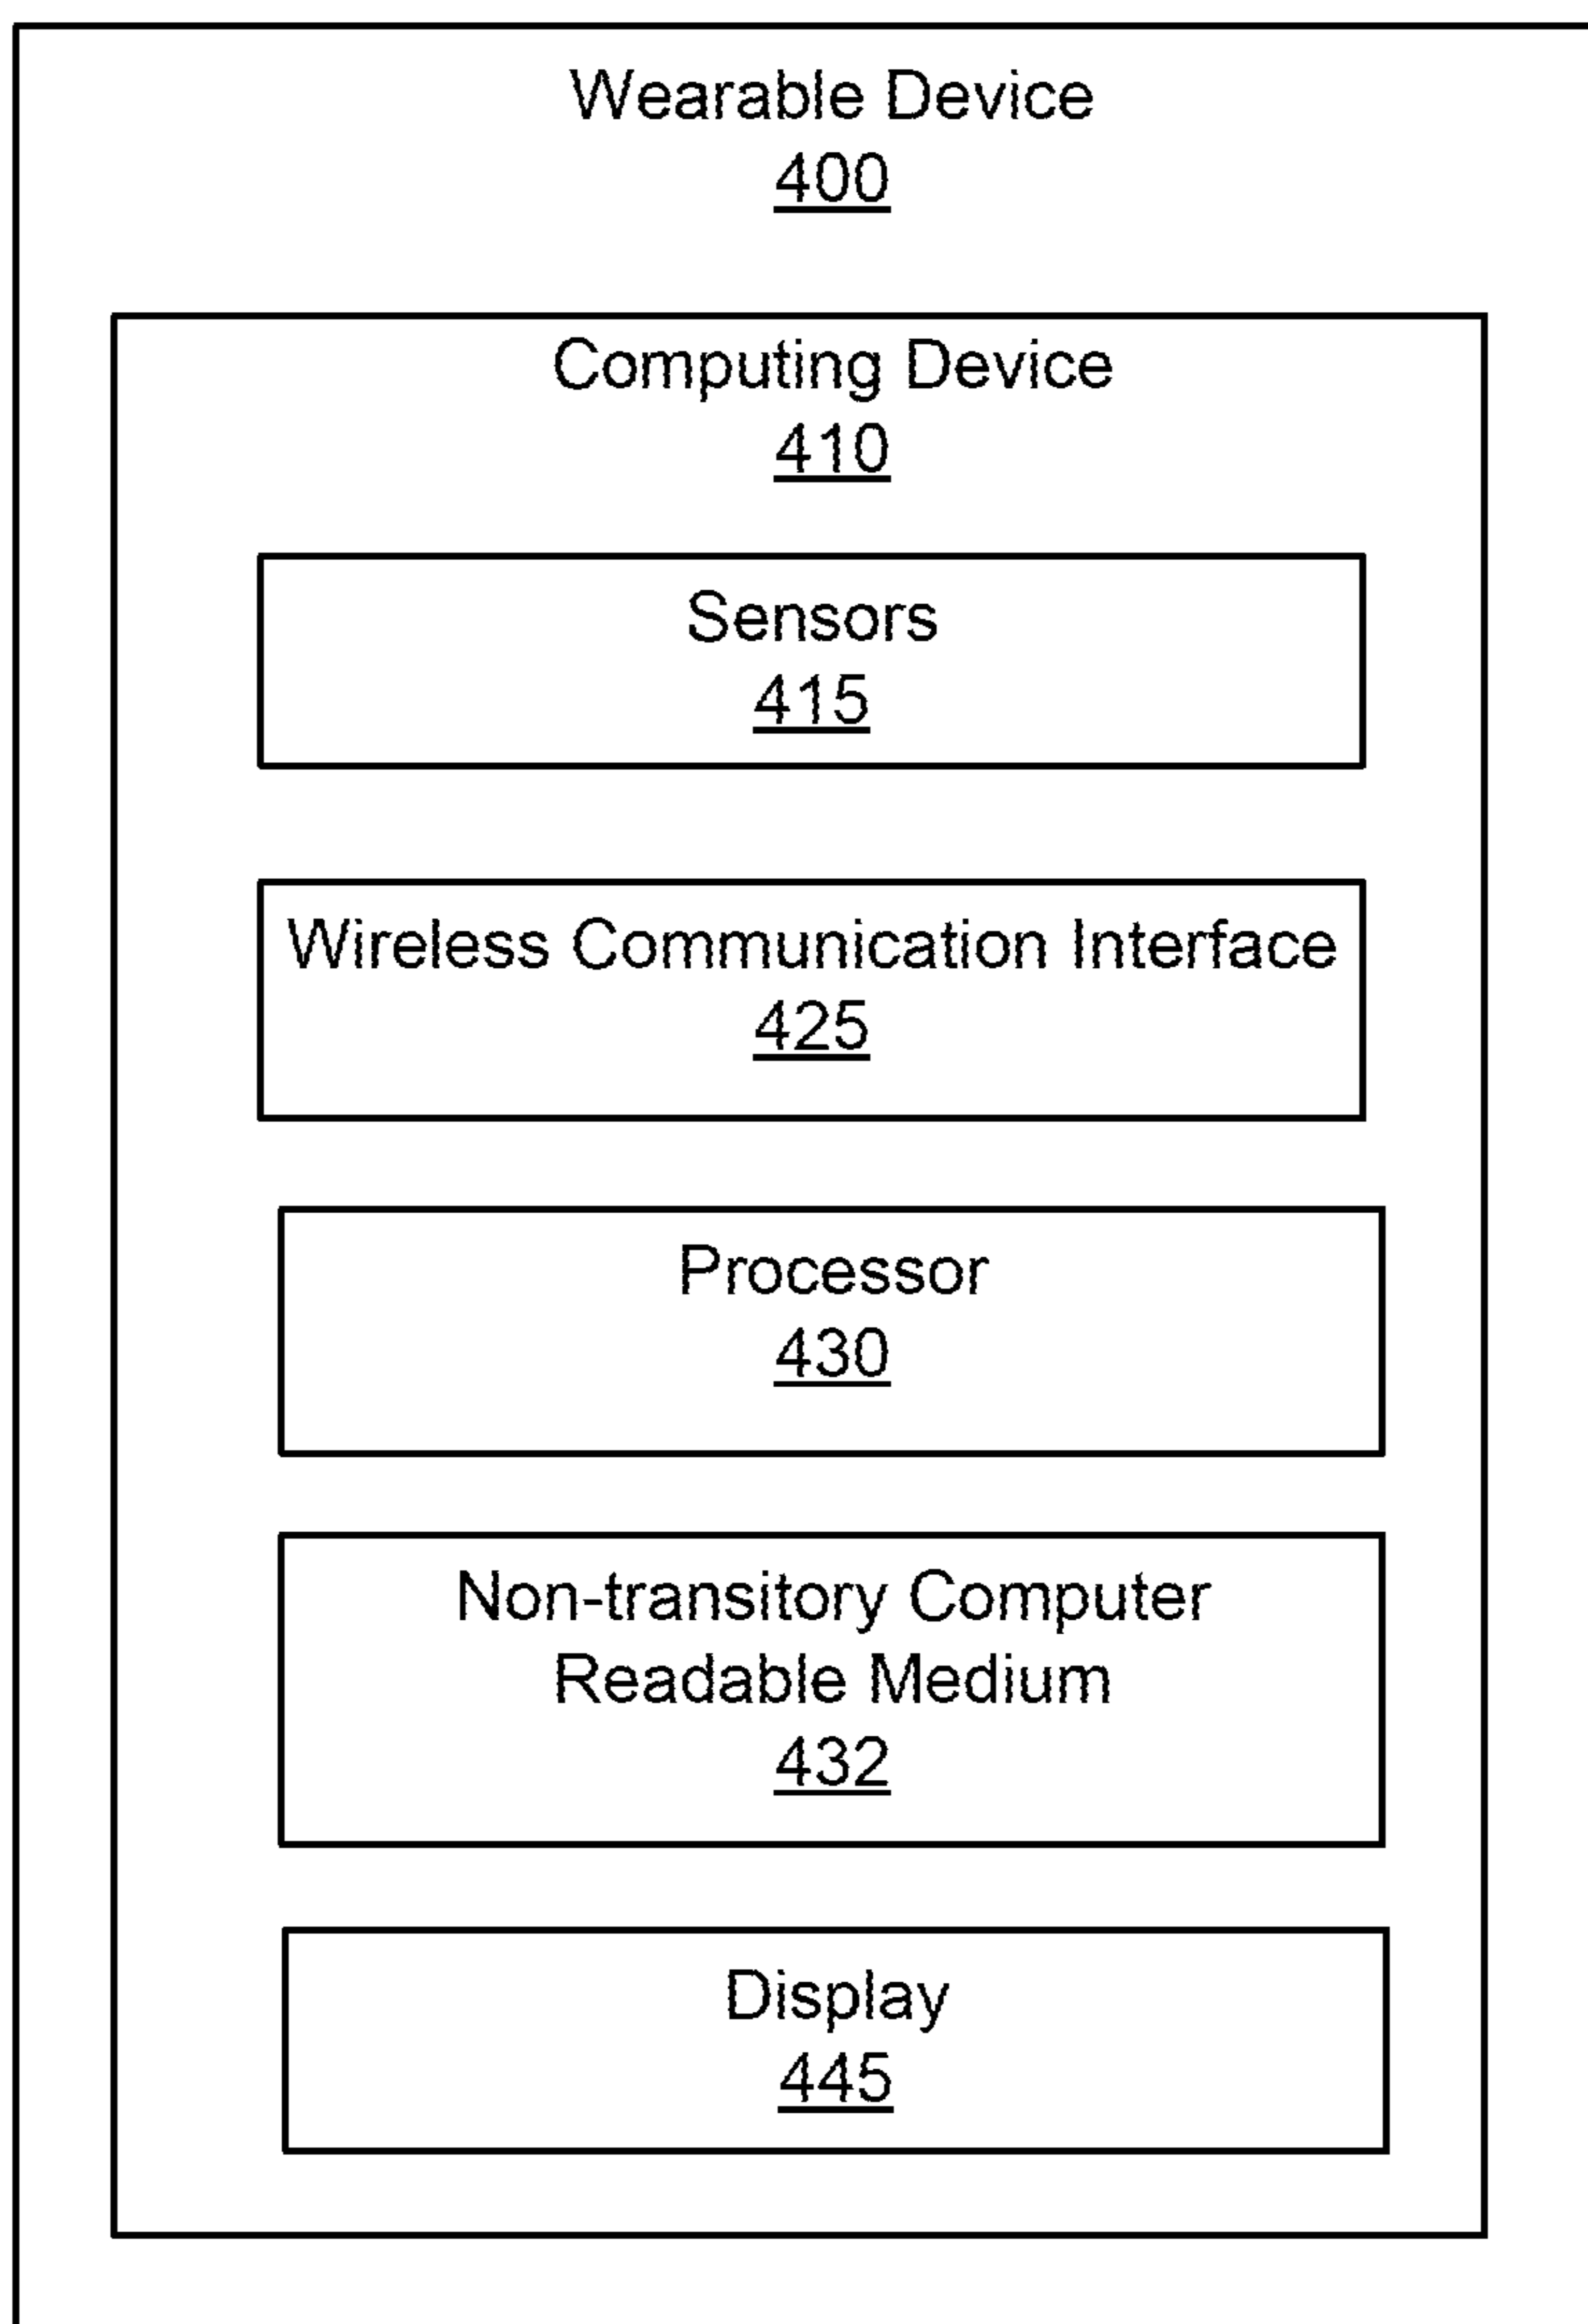 Wearable Device
400
Computing Device
410
Sensors
415
Wireless Communication Interface
425
Processor
430
Non-transitory Computer
Readable Medium
432
Display
445